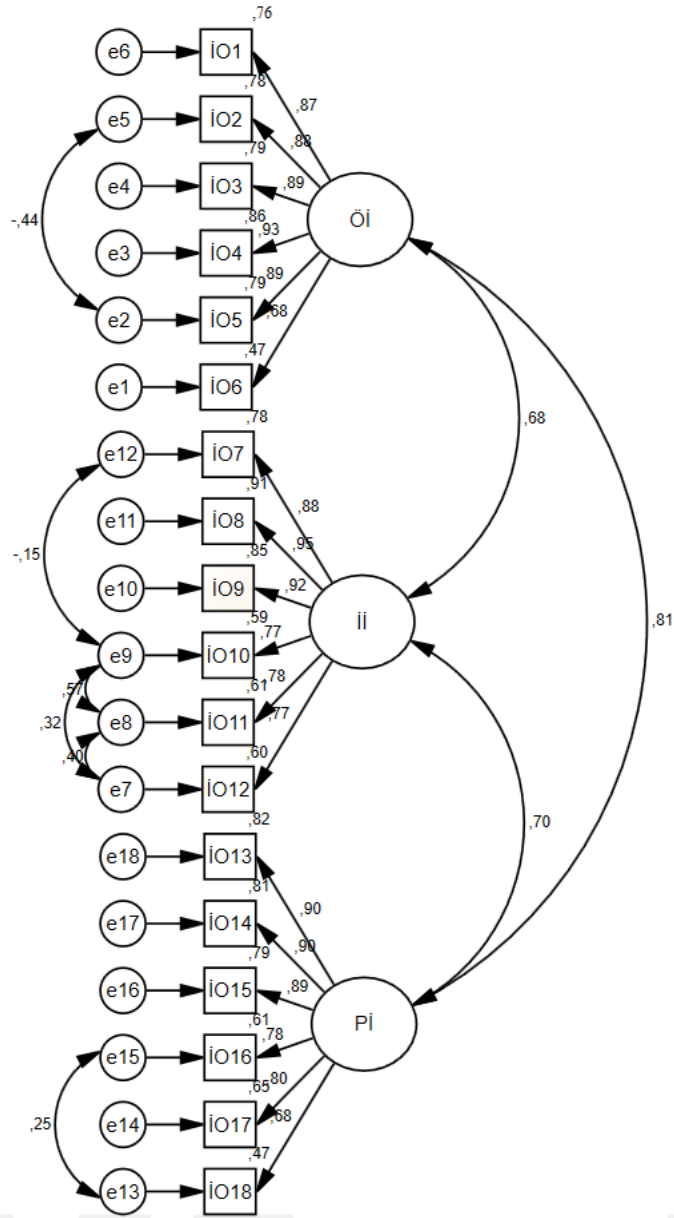 ,76
e6 İO1
,78
,87
e5 İO2
,88
,79
e4 İO3 ,89
Öİ
-,44
,86
,93
e3 İO4
,79 ,89
e2 İO5 ,68
,47
e1 İO6
,78
,68
e12 İO7
,91
,88
e11 İO8
,95
,85
-,15
e10 İO9 ,92
,59
İİ
,81
,77
e9 İO10
,61 ,78
,57
,32 e8 İO11 ,77
,60
,40
e7 İO12
,82
,70
e18 İO13
,81
,90
e17 İO14
,90
,79
e16 İO15 ,89
,61
Pİ
,78
e15 İO16
,65 ,80
,25 e14 İO17 ,68
,47
e13 İO18